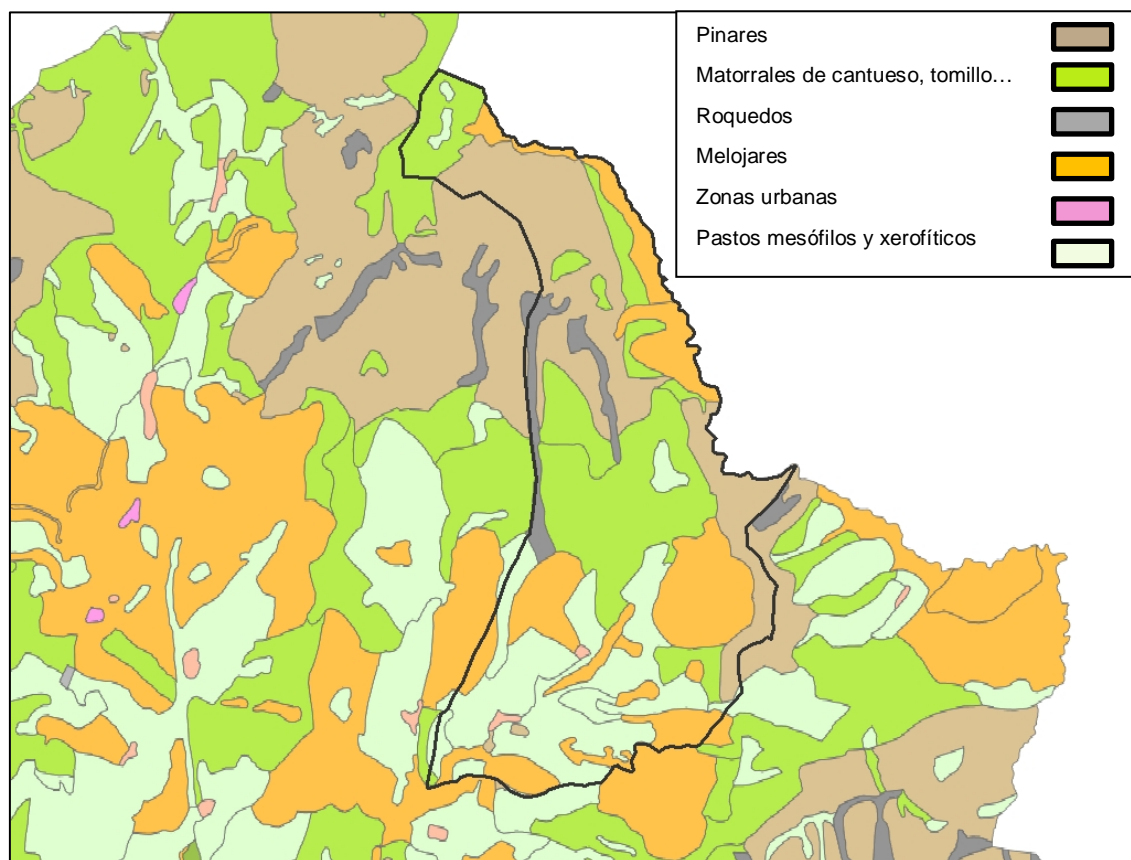 Pinares
Matorrales de cantueso, tomillo…
Roquedos
Melojares
Zonas urbanas
Pastos mesófilos y xerofíticos